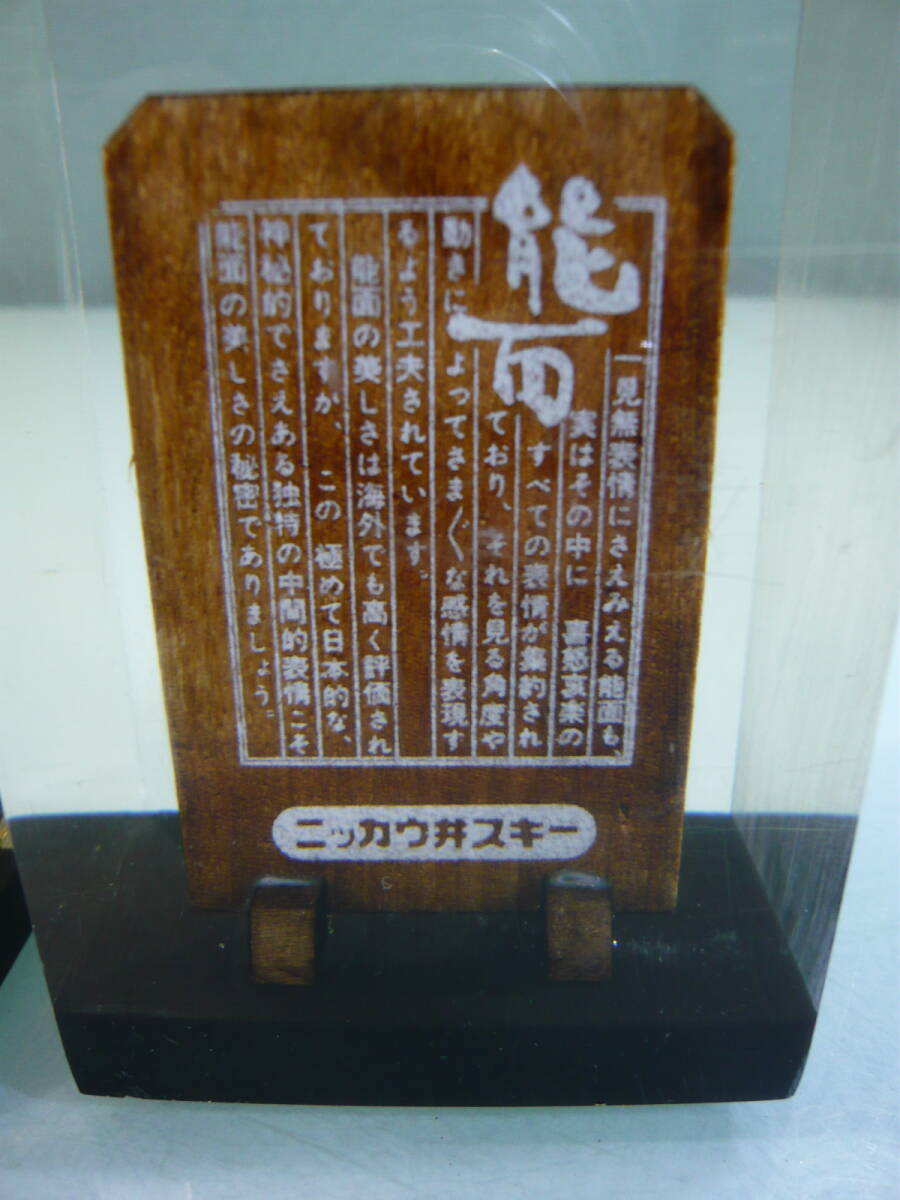 能面
一見無表情にさえみえる能面も、
実はその中に 喜怒哀楽の
すべての表情が集約され
ており、それを見る角度や
動きによってさま〴〵な感情を表現す
るよう工夫されています。
能面の美しさは海外でも高く評価され
ておりますが、この 極めて日本的な、
神秘的でさえある独特の中間的表情こそ
能面の美しさの秘密でありましょう。
ニッカウ井スキー